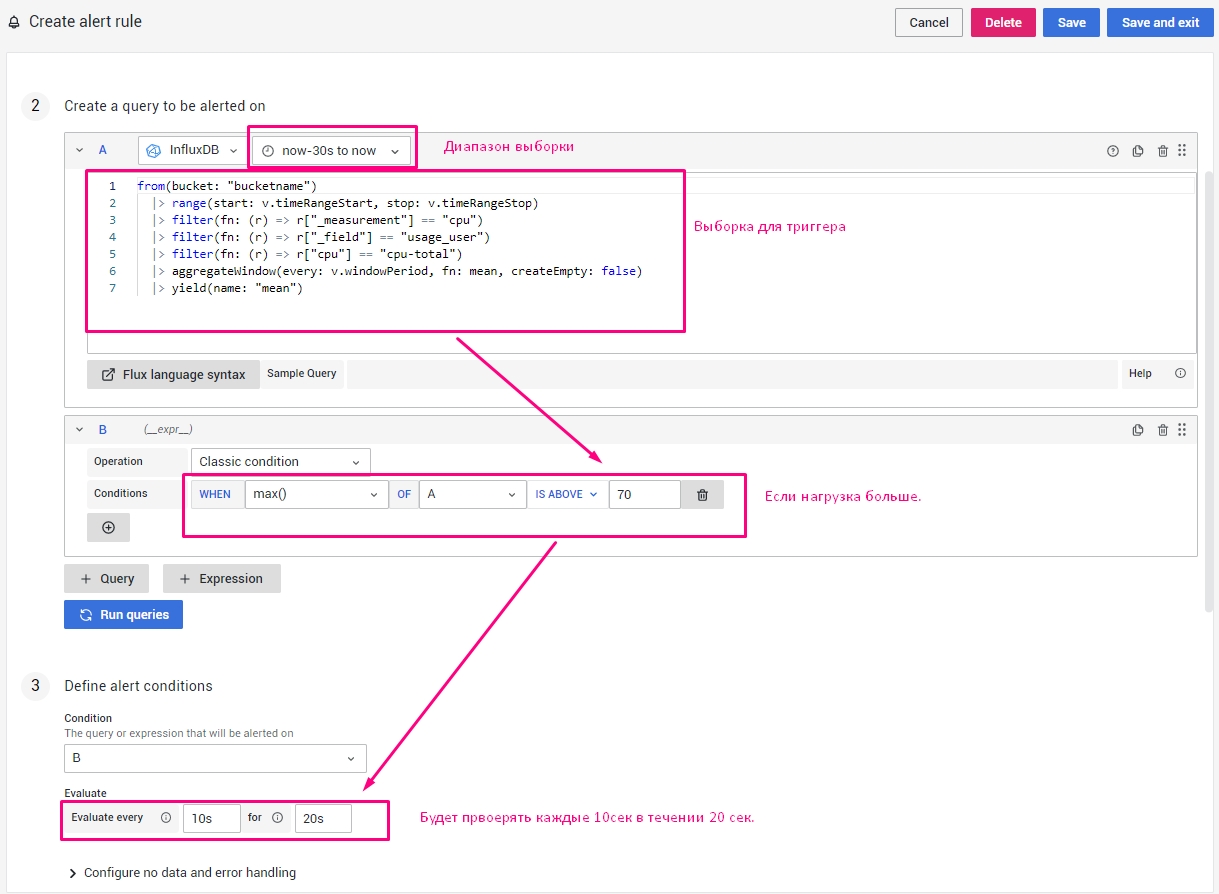 Create alert rule
Cancel
Delete
Save
Save and exit
2 Create a query to be alerted on
A InfluxDB now-30s to now Диапазон выборки
1 from(bucket: "bucketname")
2 |> range(start: v.timeRangeStart, stop: v.timeRangeStop)
3 |> filter(fn: (r) => r["_measurement"] == "cpu")
Выборка для триггера
4 |> filter(fn: (r) => r["_field"] == "usage_user")
5 |> filter(fn: (r) => r["cpu"] == "cpu-total")
6 |> aggregateWindow(every: v.windowPeriod, fn: mean, createEmpty: false)
7 |> yield(name: "mean")
Flux language syntax Sample Query Help
B (__expr__)
Operation Classic condition
Conditions WHEN max() OF A IS ABOVE 70 Если нагрузка больше.
+ Query + Expression
Run queries
3 Define alert conditions
Condition
The query or expression that will be alerted on
B
Evaluate
Evaluate every 10s for 20s Будет првоерять каждые 10сек в течении 20 сек.
Configure no data and error handling